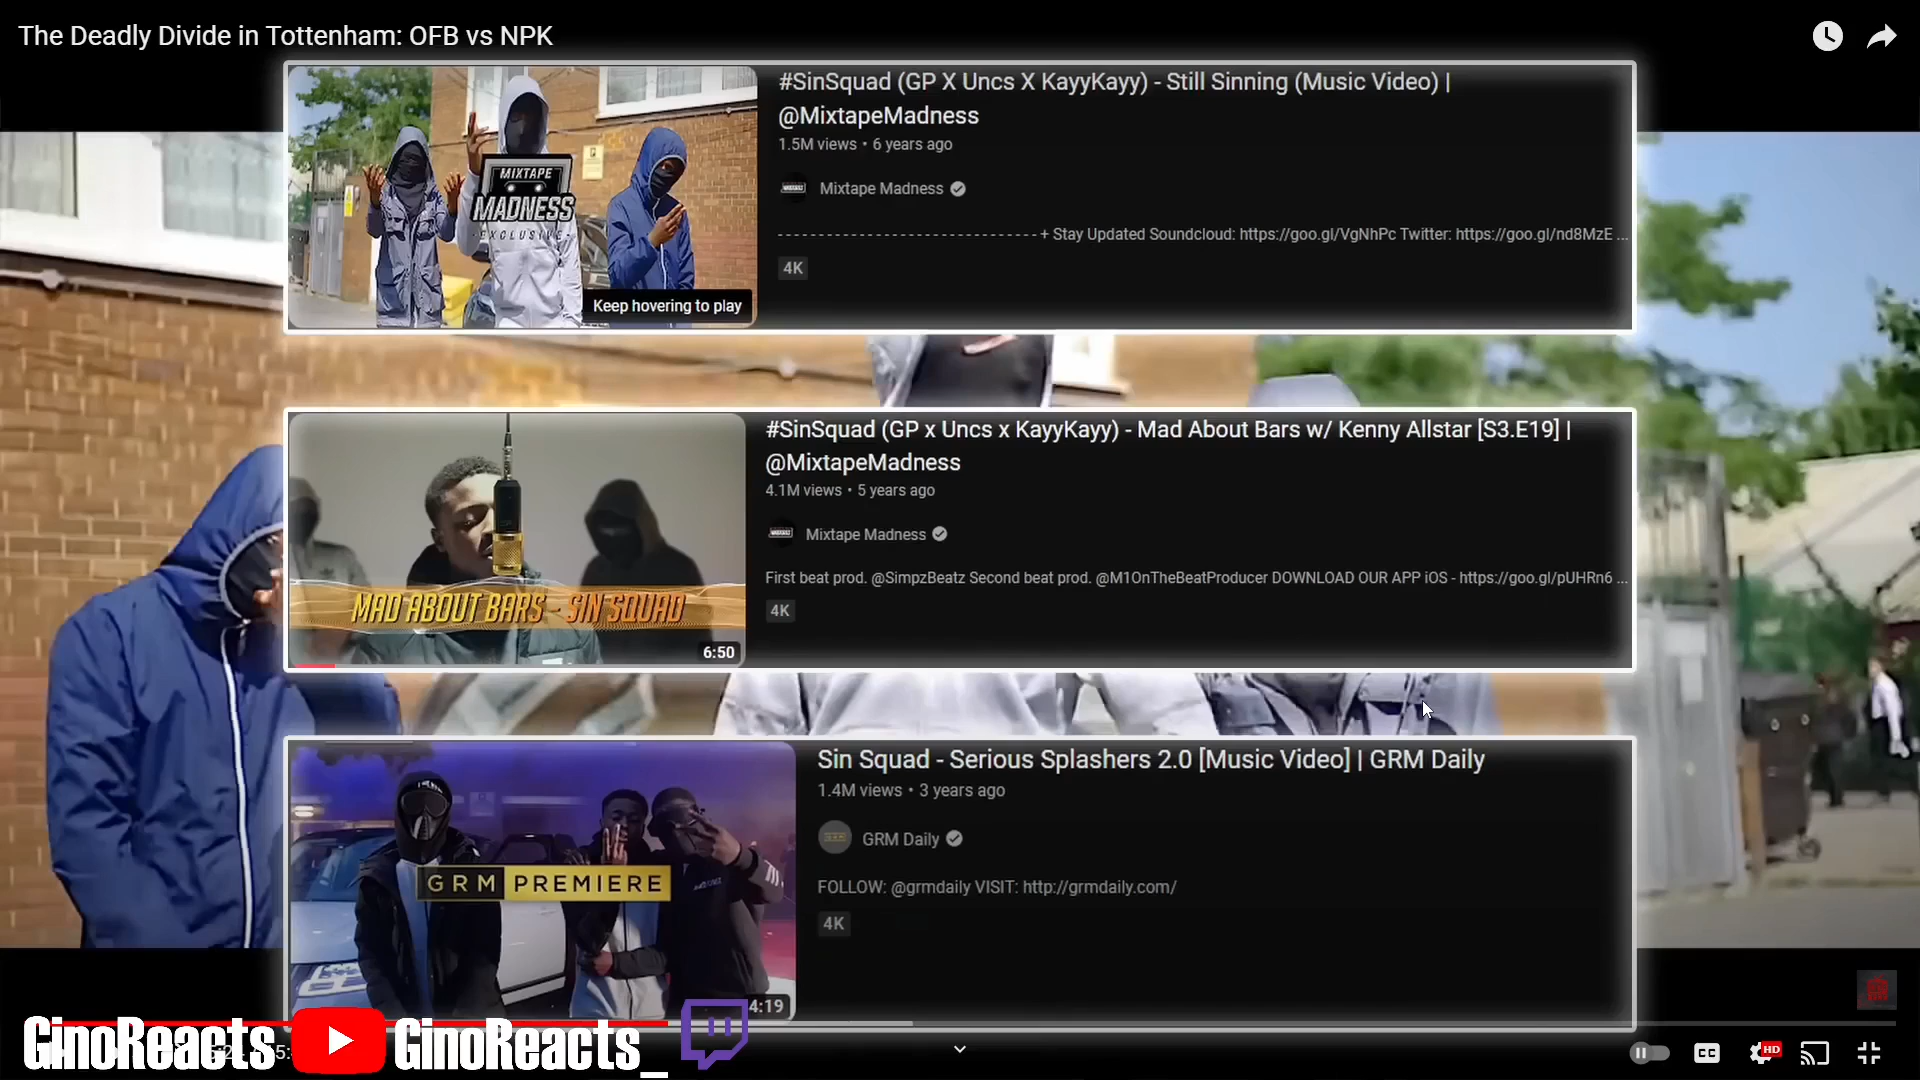 The Deadly Divide in Tottenham: OFB vs NPK
#SinSquad (GP X Uncs X KayyKayy) - Still Sinning (Music Video) |
@MixtapeMadness
1.5M views • 6 years ago
Mixtape Madness
- - - - - - - - - - - - - - - - - - - - - - - - - - - - - - - - + Stay Updated Soundcloud: https://goo.gl/VgNhPc Twitter: https://goo.gl/nd8MzE ...
4K
MIXTAPE
MADNESS
-EXCLUSIVE-
Keep hovering to play
#SinSquad (GP x Uncs x KayyKayy) - Mad About Bars w/ Kenny Allstar [S3.E19] |
@MixtapeMadness
4.1M views • 5 years ago
Mixtape Madness
First beat prod. @SimpzBeatz Second beat prod. @M1OnTheBeatProducer DOWNLOAD OUR APP iOS - https://goo.gl/pUHRn6 ...
4K
MAD ABOUT BARS - SIN SQUAD
6:50
Sin Squad - Serious Splashers 2.0 [Music Video] | GRM Daily
1.4M views • 3 years ago
GRM Daily
FOLLOW: @grmdaily VISIT: http://grmdaily.com/
4K
GRM PREMIERE
4:19
GinoReacts GinoReacts_
CC
HD